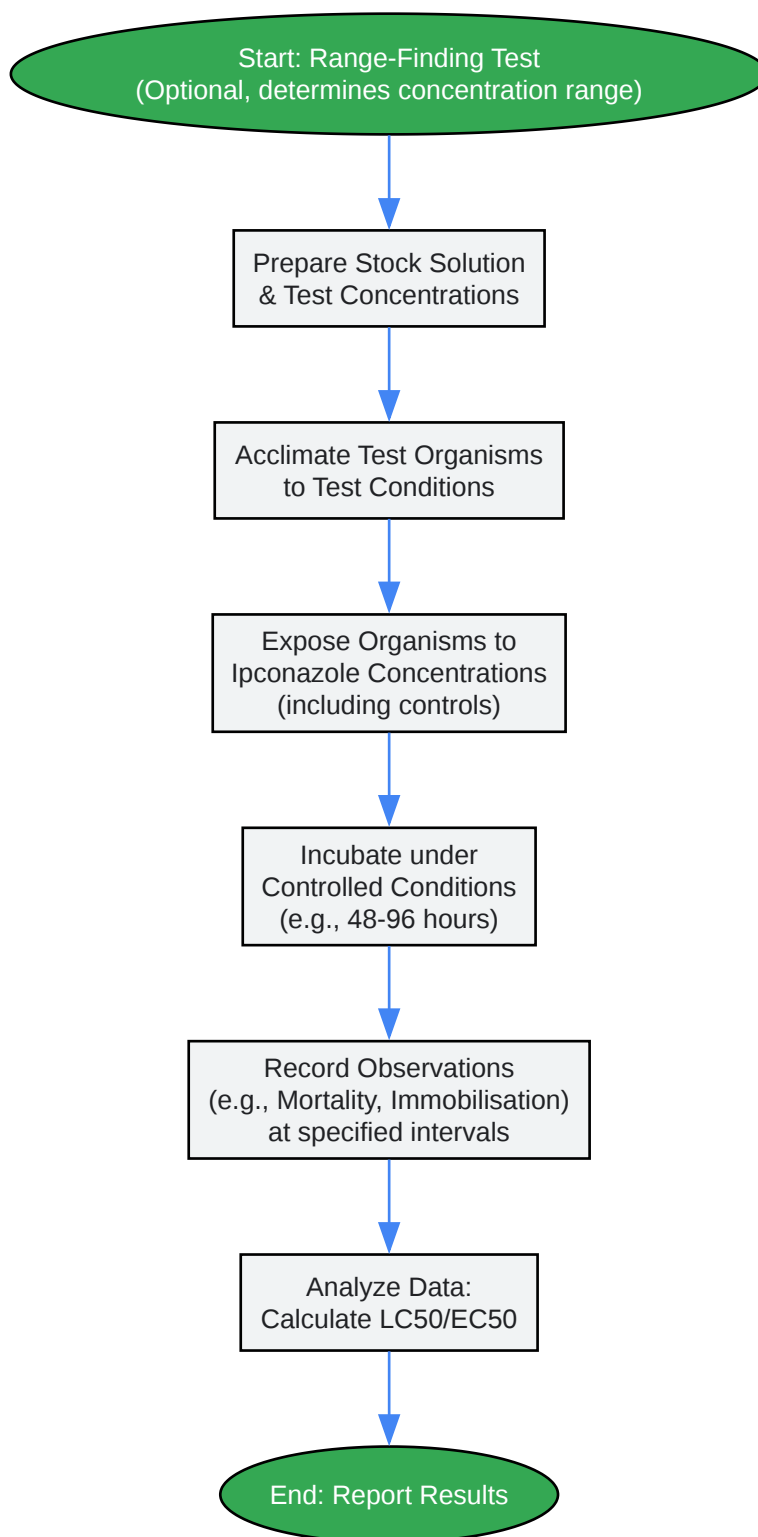 Start: Range-Finding Test
(Optional, determines concentration range)
Prepare Stock Solution
& Test Concentrations
Acclimate Test Organisms
to Test Conditions
Expose Organisms to
Ipconazole Concentrations
(including controls)
Incubate under
Controlled Conditions
(e.g., 48-96 hours)
Record Observations
(e.g., Mortality, Immobilisation)
at specified intervals
Analyze Data:
Calculate LC50/EC50
End: Report Results